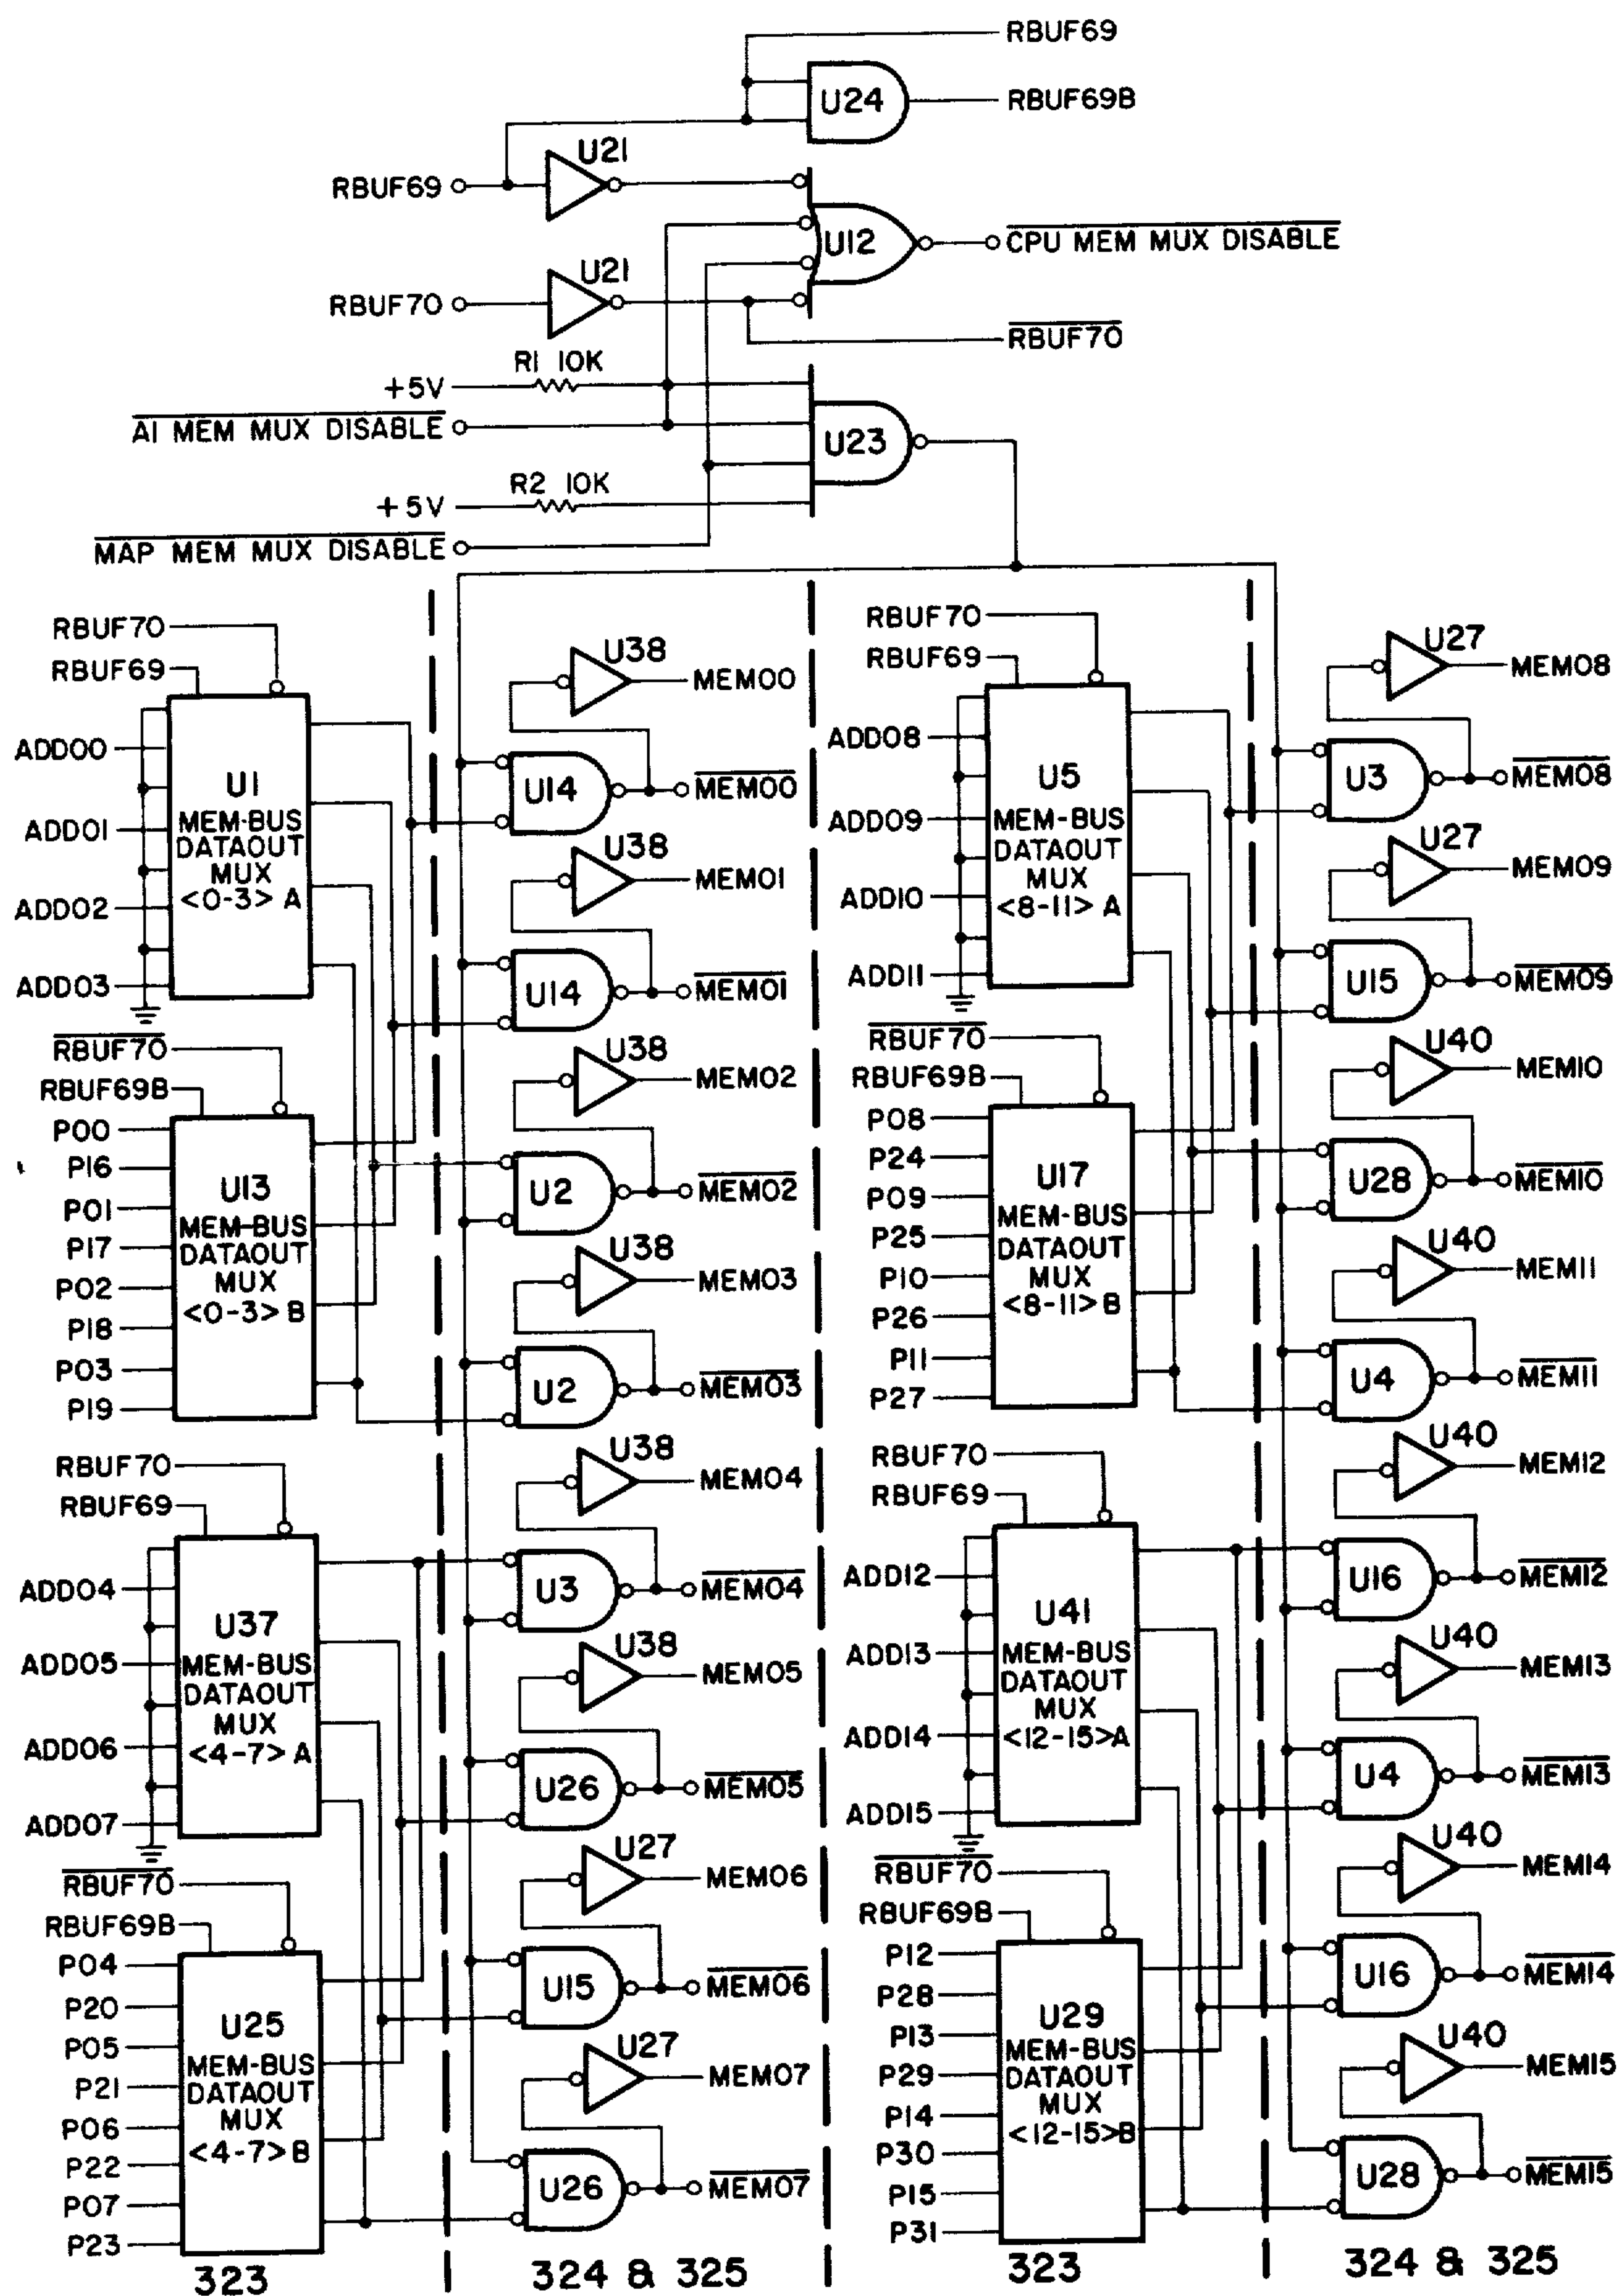 RBUF69
U24
RBUF69B
U21
RBUF69
U12
CPU MEM MUX DISABLE
U21
RBUF70
RBUF70
R1 10K
+5V
AI MEM MUX DISABLE
U23
R2 10K
+5V
MAP MEM MUX DISABLE
RBUF70
RBUF69
ADD00
ADD01
ADD02
ADD03
U1
MEM-BUS
DATAOUT
MUX
<0-3> A
RBUF70
RBUF69B
P00
P16
P01
P17
P02
P18
P03
P19
U13
MEM-BUS
DATAOUT
MUX
<0-3> B
RBUF70
RBUF69
ADD04
ADD05
ADD06
ADD07
U37
MEM-BUS
DATAOUT
MUX
<4-7> A
RBUF70
RBUF69B
P04
P20
P05
P21
P06
P22
P07
P23
U25
MEM-BUS
DATAOUT
MUX
<4-7> B
323
U38
MEM00
U14
MEM00
U38
MEM01
U14
MEM01
U38
MEM02
U2
MEM02
U38
MEM03
U2
MEM03
U38
MEM04
U3
MEM04
U38
MEM05
U26
MEM05
U27
MEM06
U15
MEM06
U27
MEM07
U26
MEM07
324 & 325
RBUF70
RBUF69
ADD08
ADD09
ADD10
ADD11
U5
MEM-BUS
DATAOUT
MUX
<8-11> A
RBUF70
RBUF69B
P08
P24
P09
P25
P10
P26
P11
P27
U17
MEM-BUS
DATAOUT
MUX
<8-11> B
RBUF70
RBUF69
ADD12
ADD13
ADD14
ADD15
U41
MEM-BUS
DATAOUT
MUX
<12-15>A
RBUF70
RBUF69B
P12
P28
P13
P29
P14
P30
P15
P31
U29
MEM-BUS
DATAOUT
MUX
<12-15>B
323
U27
MEM08
U3
MEM08
U27
MEM09
U15
MEM09
U40
MEM10
U28
MEM10
U40
MEM11
U4
MEM11
U40
MEM12
U16
MEM12
U40
MEM13
U4
MEM13
U40
MEM14
U16
MEM14
U40
MEM15
U28
MEM15
324 & 325